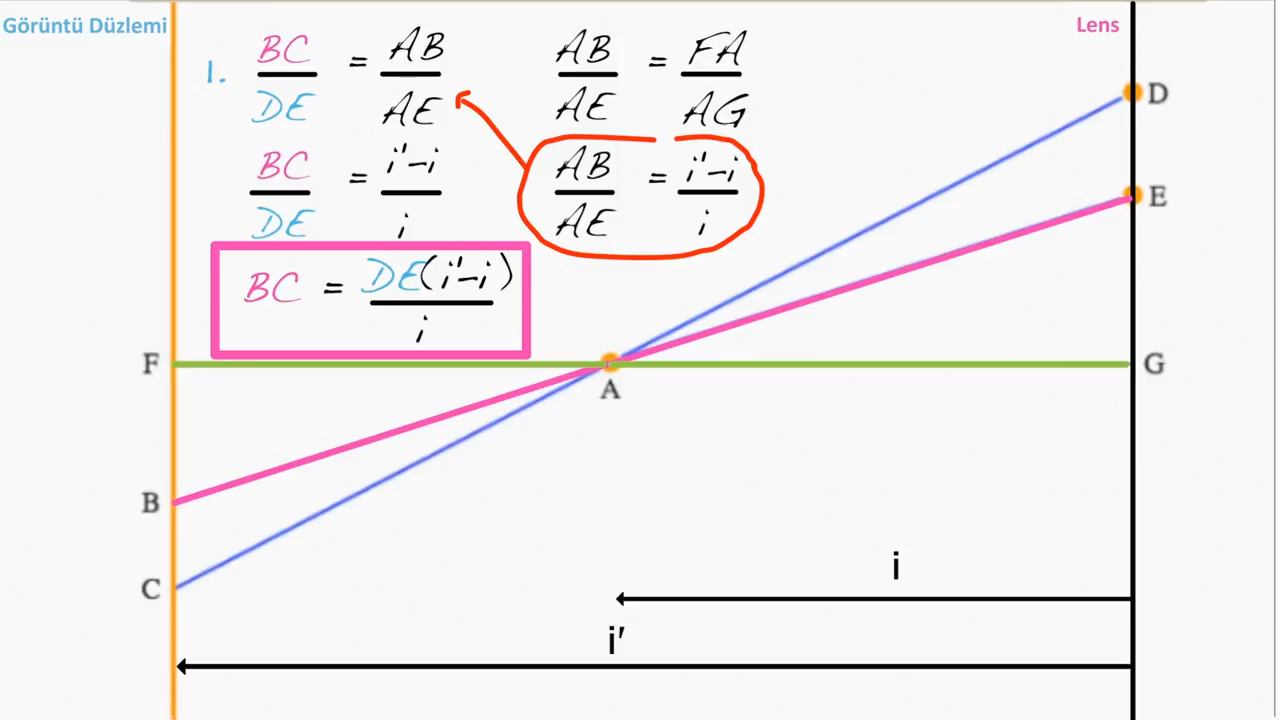 Görüntü Düzlemi
Lens
1. BC/DE = AB/AE
AB/AE = FA/AG
BC/DE = i'-i/i
AB/AE = i'-i/i
BC = DE(i'-i)/i
D
E
F
A
G
B
C
i
i'